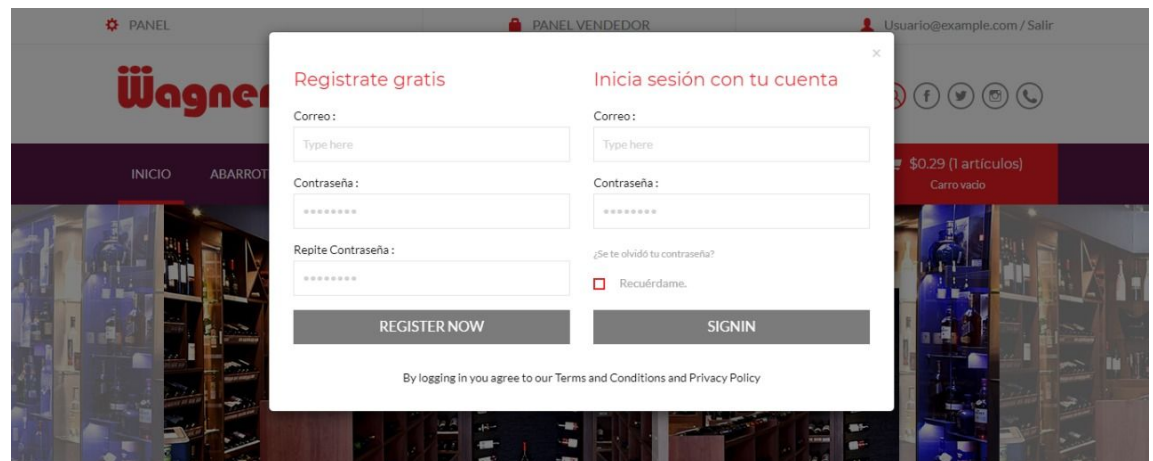 PANEL
PANEL VENDEDOR
Usuario@example.com / Salir
×
Wagner
Registrate gratis
Inicia sesión con tu cuenta
Correo :
Correo :
Type here
Type here
INICIO
ABARROT
$0.29 (1 artículos)
Carro vacio
Contraseña :
Contraseña :
Repite Contraseña :
¿Se te olvidó tu contraseña?
Recuérdame.
REGISTER NOW
SIGNIN
By logging in you agree to our Terms and Conditions and Privacy Policy